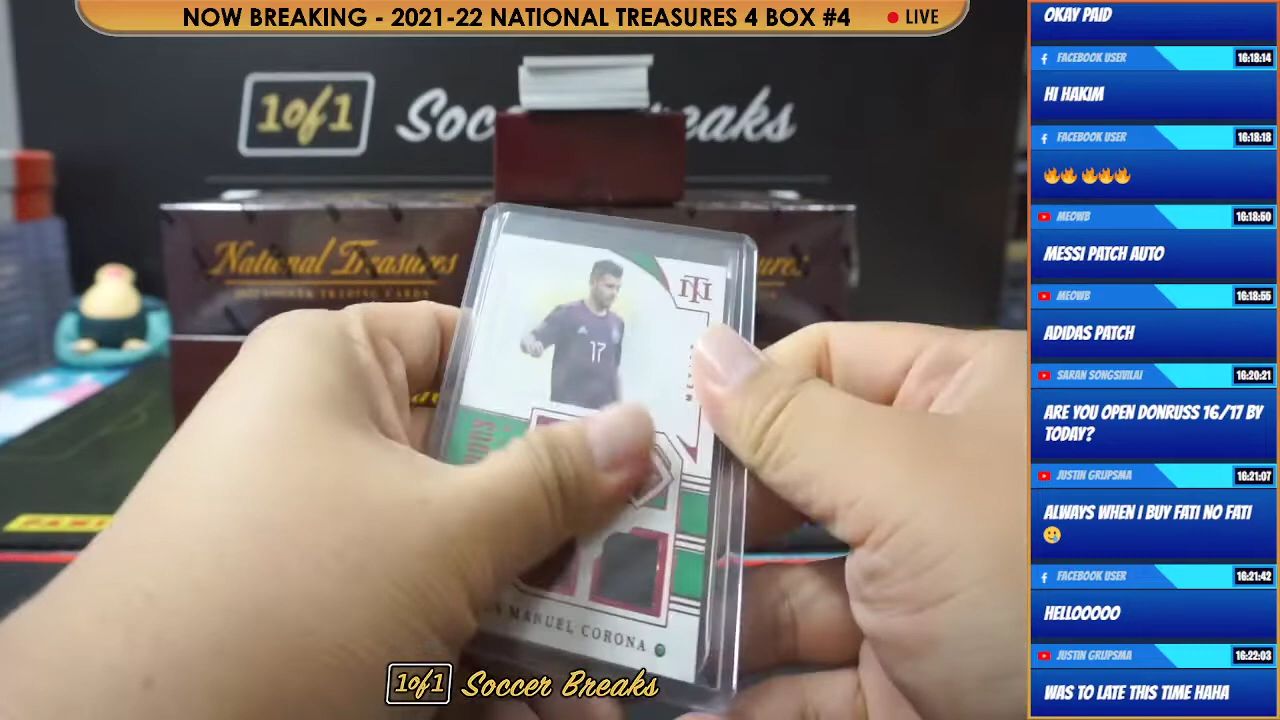 NOW BREAKING - 2021-22 NATIONAL TREASURES 4 BOX #4
LIVE
1of1
National Treasures
17
MANUEL CORONA
1of1 Soccer Breaks
OKAY PAID
FACEBOOK USER 16:18:14
HI HAKIM
FACEBOOK USER 16:18:18
🔥🔥 🔥🔥🔥
MEOWB 16:18:50
MESSI PATCH AUTO
MEOWB 16:18:55
ADIDAS PATCH
SARAN SONGSIVILAI 16:20:21
ARE YOU OPEN DONRUSS 16/17 BY
TODAY?
JUSTIN GRIJPSMA 16:21:07
ALWAYS WHEN I BUY FATI NO FATI
🥲
FACEBOOK USER 16:21:42
HELLOOOOO
JUSTIN GRIJPSMA 16:22:03
WAS TO LATE THIS TIME HAHA